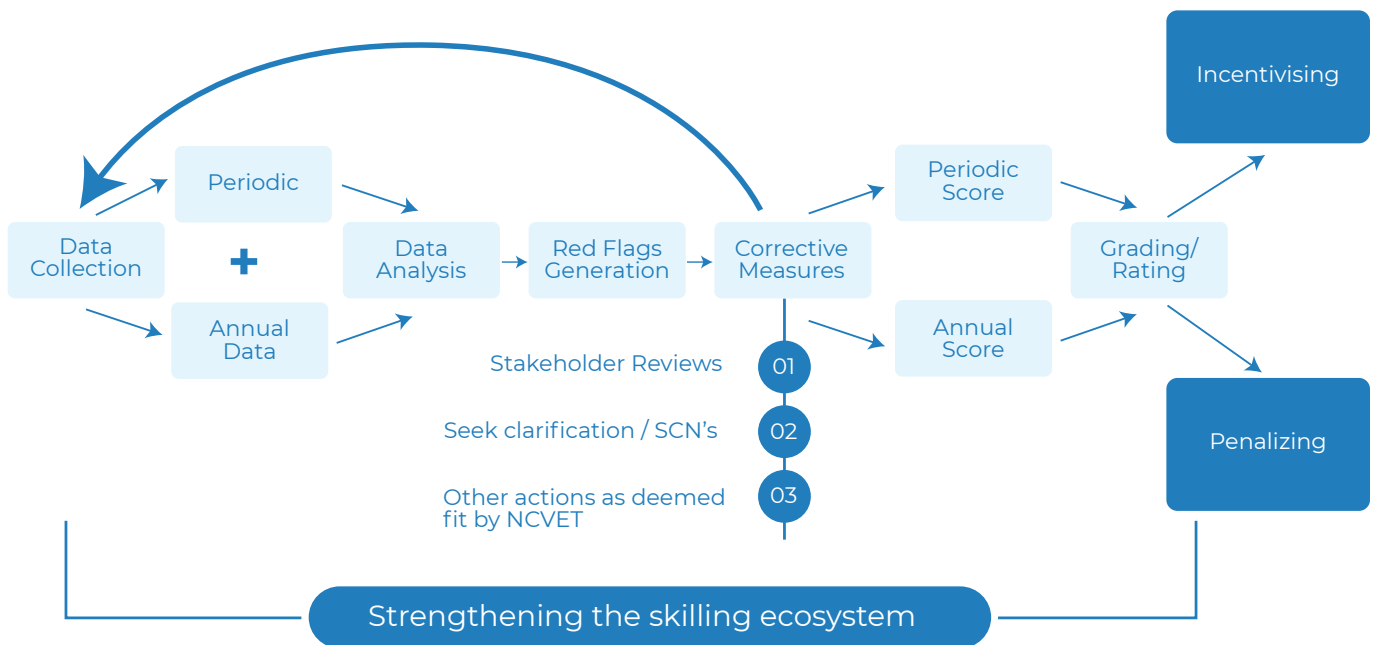 Incentivising
Periodic
Periodic
Score
Data
Collection
Data
Analysis
Red Flags
Generation
Corrective
Measures
Grading/
Rating
Annual
Data
Annual
Score
Stakeholder Reviews
01
Seek clarification / SCN's
02
Other actions as deemed
fit by NCVET
03
Penalizing
Strengthening the skilling ecosystem